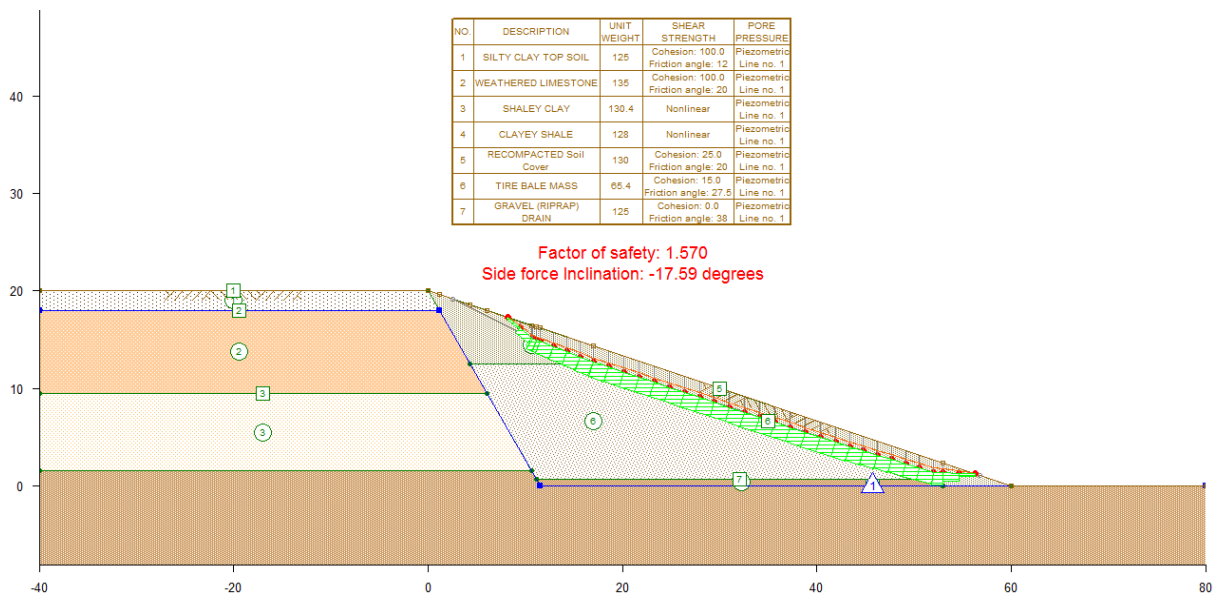 NO. DESCRIPTION UNIT WEIGHT SHEAR STRENGTH PORE PRESSURE
1 SILTY CLAY TOP SOIL 125 Cohesion: 100.0 Friction angle: 12 Piezometric Line no. 1
2 WEATHERED LIMESTONE 135 Cohesion: 100.0 Friction angle: 20 Piezometric Line no. 1
3 SHALEY CLAY 130.4 Nonlinear Piezometric Line no. 1
4 CLAYEY SHALE 128 Nonlinear Piezometric Line no. 1
5 RECOMPACTED Soil Cover 130 Cohesion: 25.0 Friction angle: 20 Piezometric Line no. 1
6 TIRE BALE MASS 65.4 Cohesion: 15.0 Friction angle: 27.5 Piezometric Line no. 1
7 GRAVEL (RIPRAP) DRAIN 125 Cohesion: 0.0 Friction angle: 38 Piezometric Line no. 1
Factor of safety: 1.570
Side force Inclination: -17.59 degrees
40
30
20
10
0
1
2
2
3
3
5
6
6
7
1
-40 -20 0 20 40 60 80